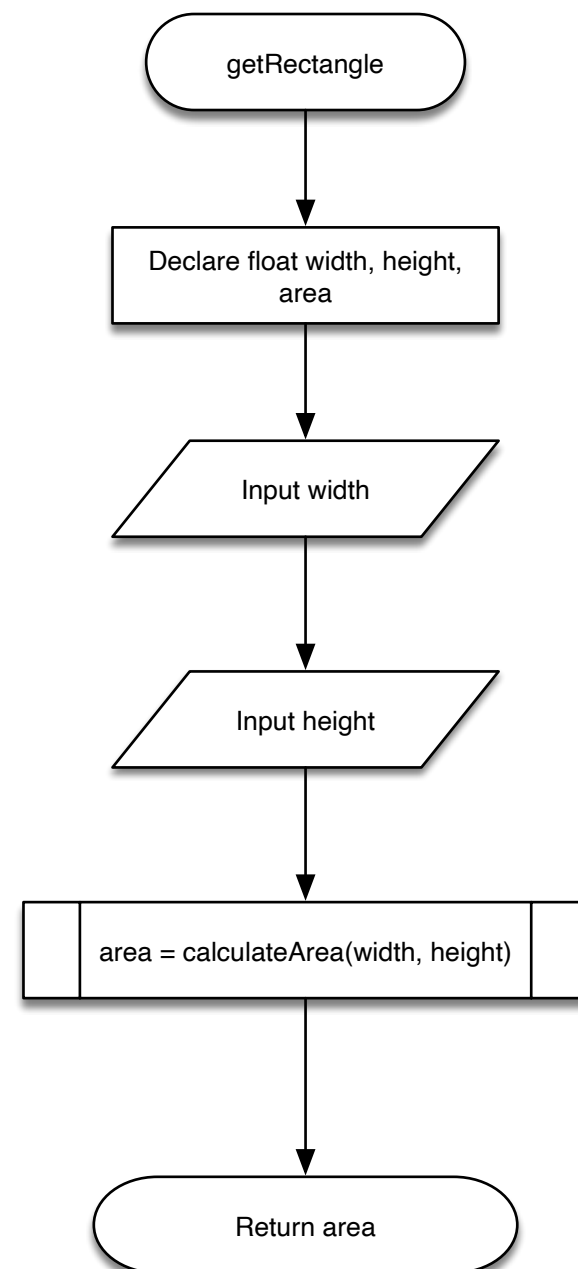 getRectangle
Declare float width, height,
area
Input width
Input height
area = calculateArea(width, height)
Return area